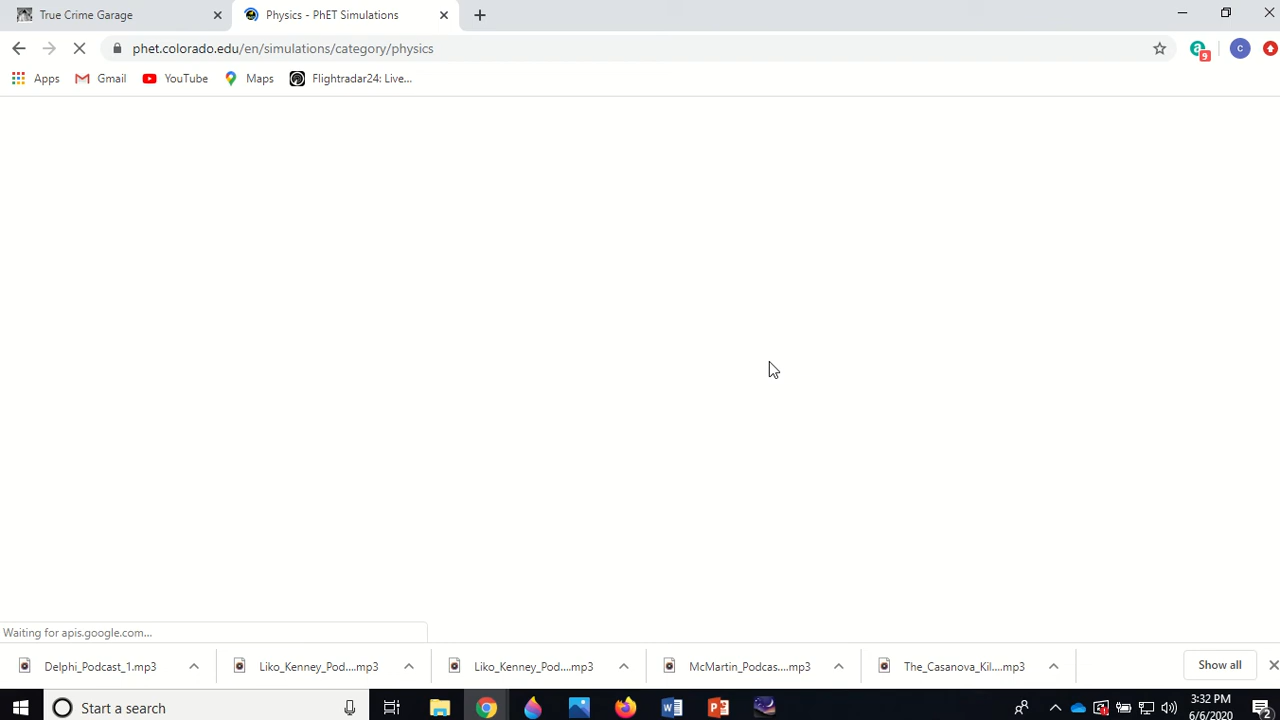 True Crime Garage
Physics - PhET Simulations
phet.colorado.edu/en/simulations/category/physics
a
9
c
Apps
Gmail
YouTube
Maps
Flightradar24: Live...
Waiting for apis.google.com...
Delphi_Podcast_1.mp3
Liko_Kenney_Pod....mp3
Liko_Kenney_Pod....mp3
McMartin_Podcas....mp3
The_Casanova_Kil....mp3
Show all
Start a search
3:32 PM
6/6/2020
2